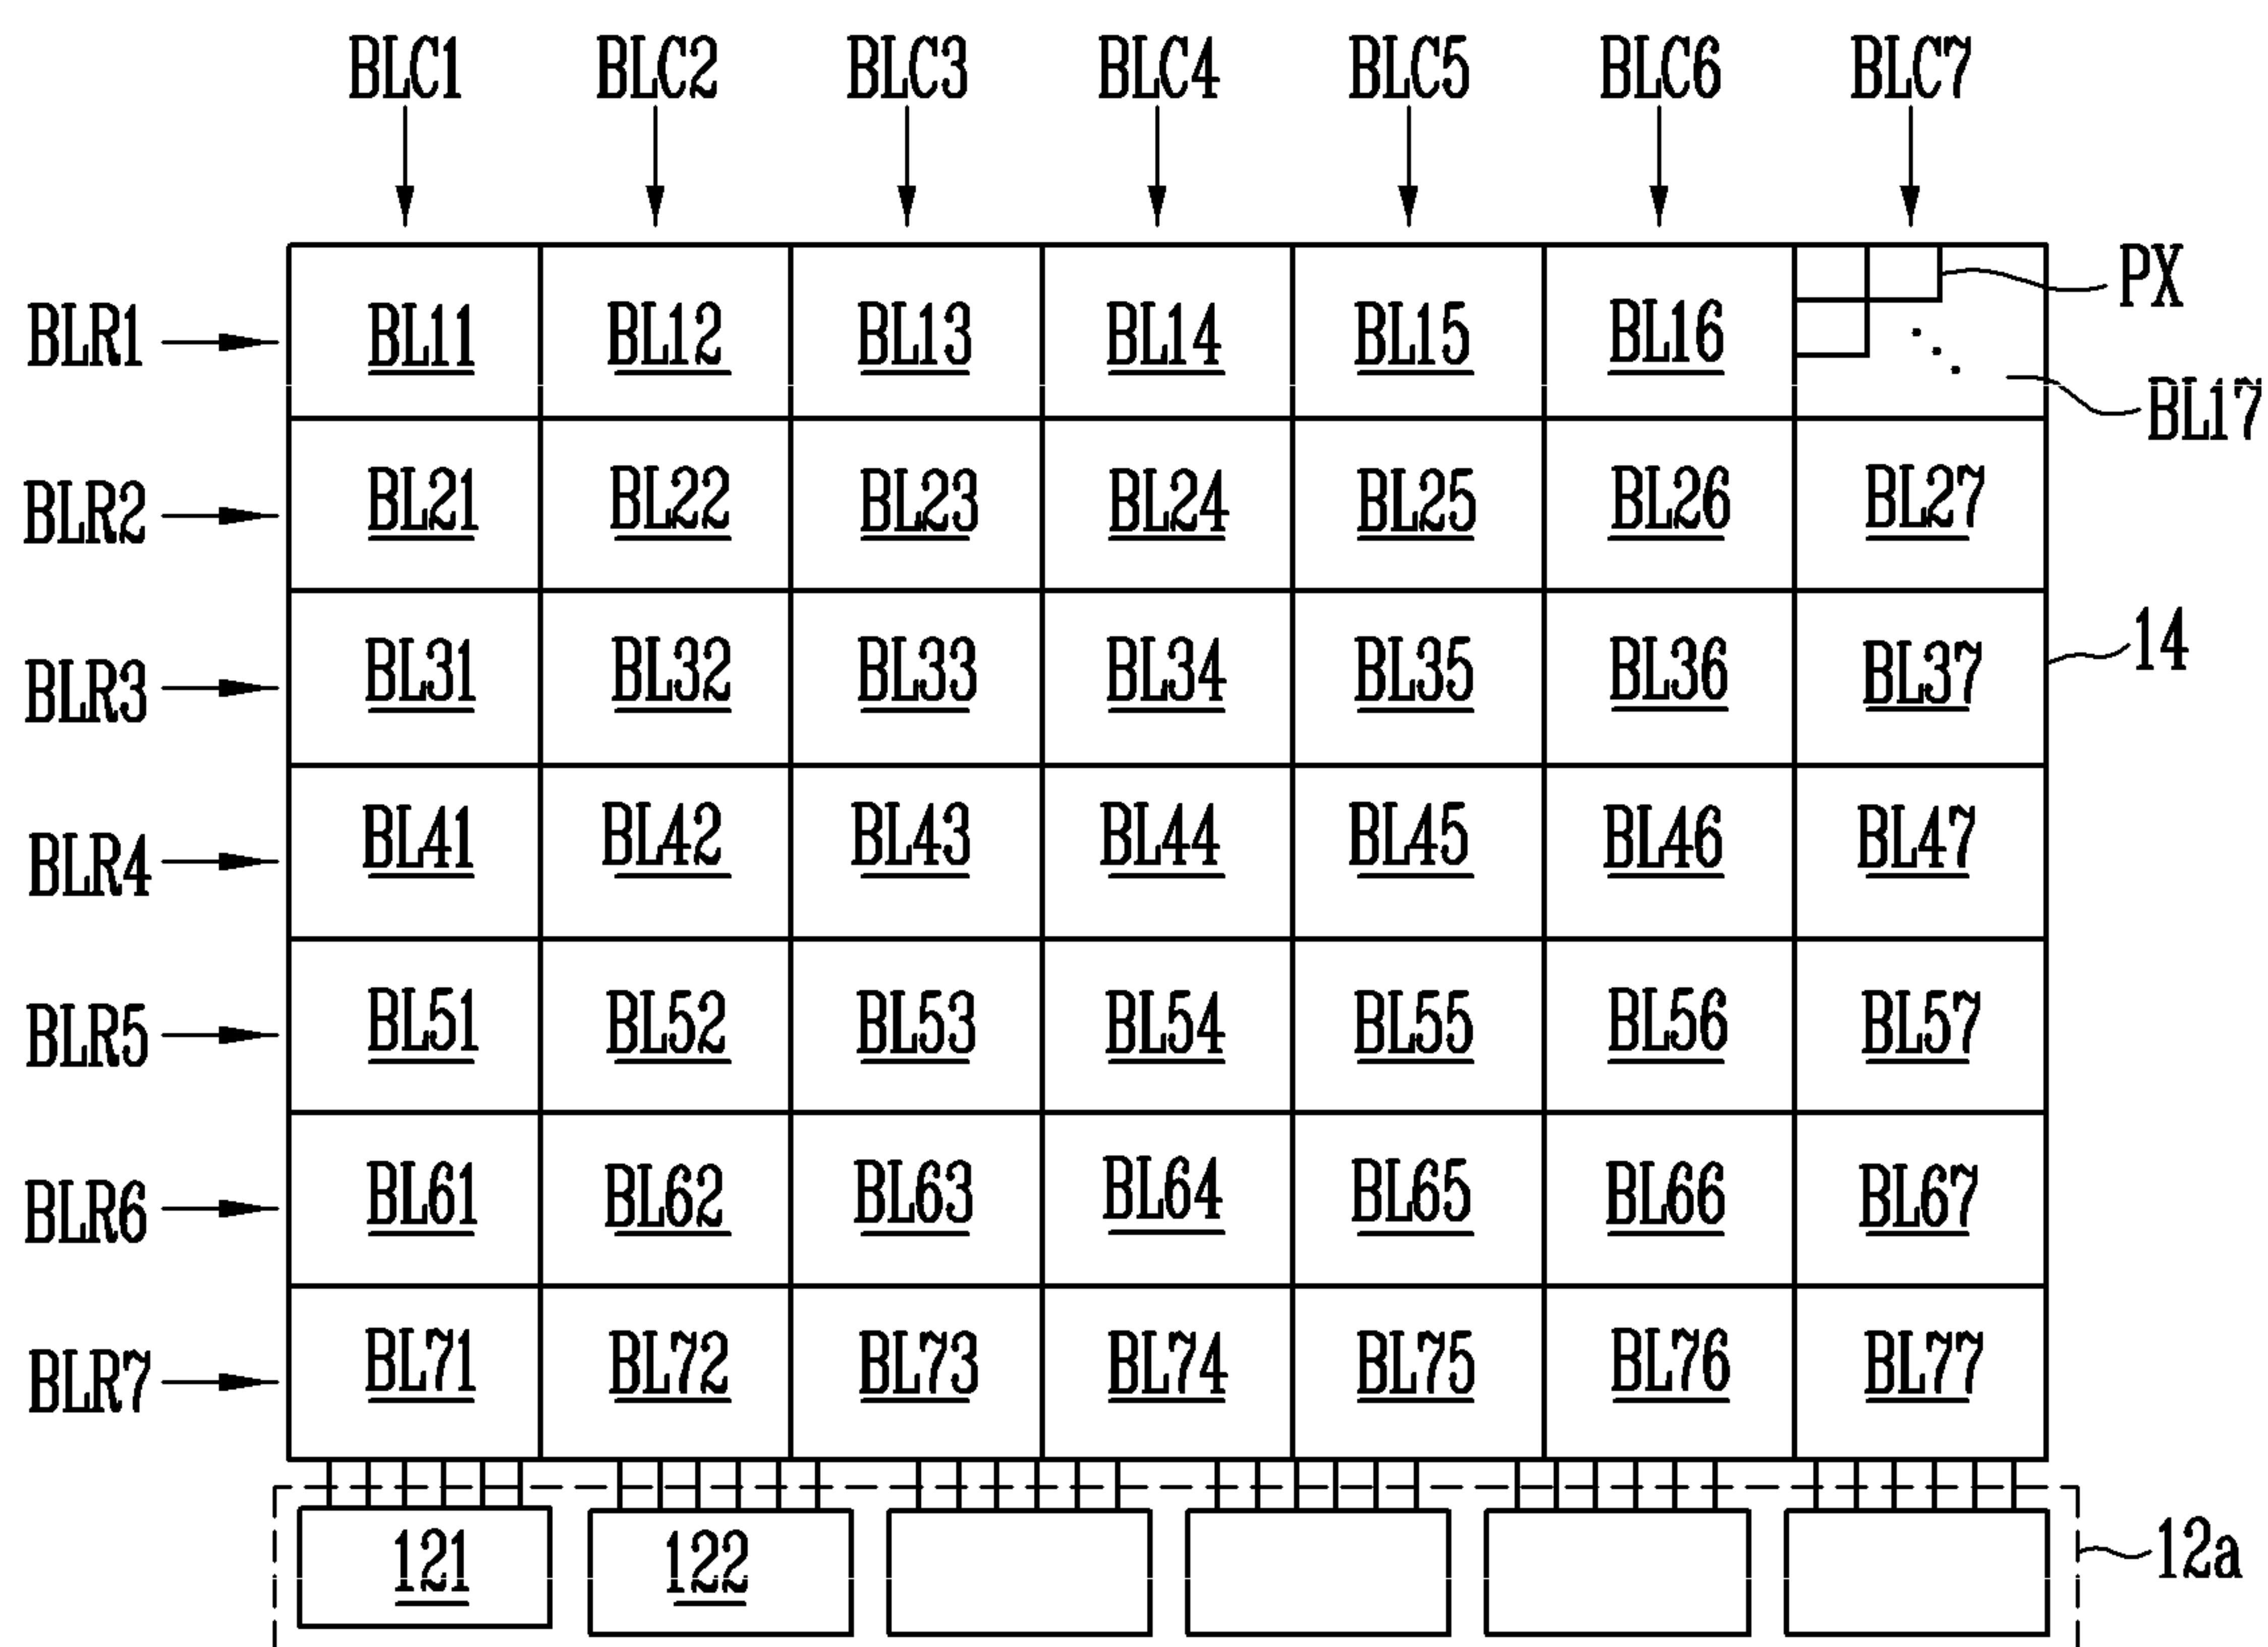 BLC1 BLC2 BLC3 BLC4 BLC5 BLC6 BLC7
PX
BLR1 BL11 BL12 BL13 BL14 BL15 BL16
BL17
BLR2 BL21 BL22 BL23 BL24 BL25 BL26 BL27
14
BLR3 BL31 BL32 BL33 BL34 BL35 BL36 BL37
BLR4 BL41 BL42 BL43 BL44 BL45 BL46 BL47
BLR5 BL51 BL52 BL53 BL54 BL55 BL56 BL57
BLR6 BL61 BL62 BL63 BL64 BL65 BL66 BL67
BLR7 BL71 BL72 BL73 BL74 BL75 BL76 BL77
121 122 12a